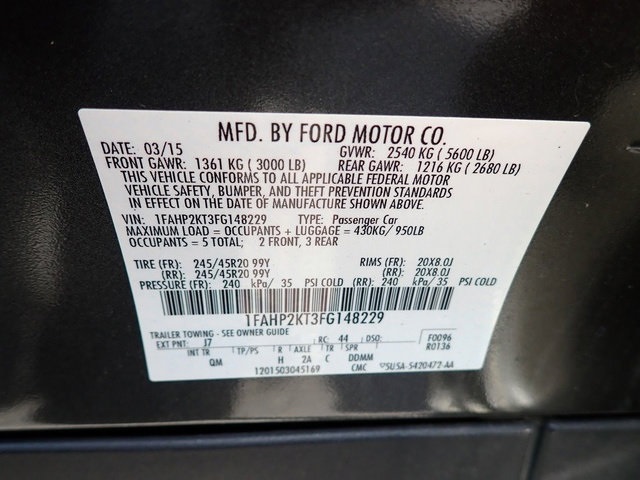 MFD. BY FORD MOTOR CO.
DATE: 03/15 GVWR: 2540 KG ( 5600 LB)
FRONT GAWR: 1361 KG ( 3000 LB) REAR GAWR: 1216 KG ( 2680 LB)
THIS VEHICLE CONFORMS TO ALL APPLICABLE FEDERAL MOTOR
VEHICLE SAFETY, BUMPER, AND THEFT PREVENTION STANDARDS
IN EFFECT ON THE DATE OF MANUFACTURE SHOWN ABOVE.
VIN: 1FAHP2KT3FG148229 TYPE: Passenger Car
MAXIMUM LOAD = OCCUPANTS + LUGGAGE = 430KG/ 950LB
OCCUPANTS = 5 TOTAL; 2 FRONT, 3 REAR
TIRE (FR): 245/45R20 99Y RIMS (FR): 20X8.0J
(RR): 245/45R20 99Y (RR): 20X8.0J
PRESSURE (FR): 240 kPa/ 35 PSI COLD (RR): 240 kPa/ 35 PSI COLD
1FAHP2KT3FG148229
TRAILER TOWING - SEE OWNER GUIDE
EXT PNT: J7 RC: 44 DSO: F0096
INT TR TP/PS R AXLE TR SPR R0136
QM H 2A C DDMM
1201503045169 CMC 5U5A-5420472-AA